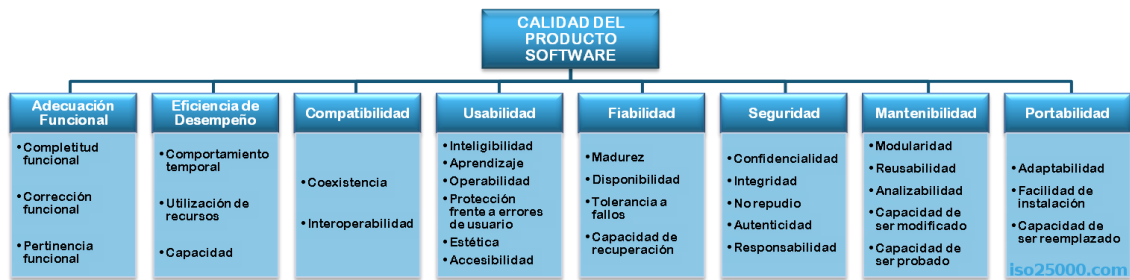 CALIDAD DEL
PRODUCTO
SOFTWARE
Adecuación
Funcional
• Completitud
funcional
• Corrección
funcional
• Pertinencia
funcional
Eficiencia de
Desempeño
• Comportamiento
temporal
• Utilización de
recursos
• Capacidad
Compatibilidad
• Coexistencia
• Interoperabilidad
Usabilidad
• Inteligibilidad
• Aprendizaje
• Operabilidad
• Protección
frente a errores
de usuario
• Estética
• Accesibilidad
Fiabilidad
• Madurez
• Disponibilidad
• Tolerancia a
fallos
• Capacidad de
recuperación
Seguridad
• Confidencialidad
• Integridad
• No repudio
• Autenticidad
• Responsabilidad
Mantenibilidad
• Modularidad
• Reusabilidad
• Analizabilidad
• Capacidad de
ser modificado
• Capacidad de
ser probado
Portabilidad
• Adaptabilidad
• Facilidad de
instalación
• Capacidad de
ser reemplazado
iso25000.com